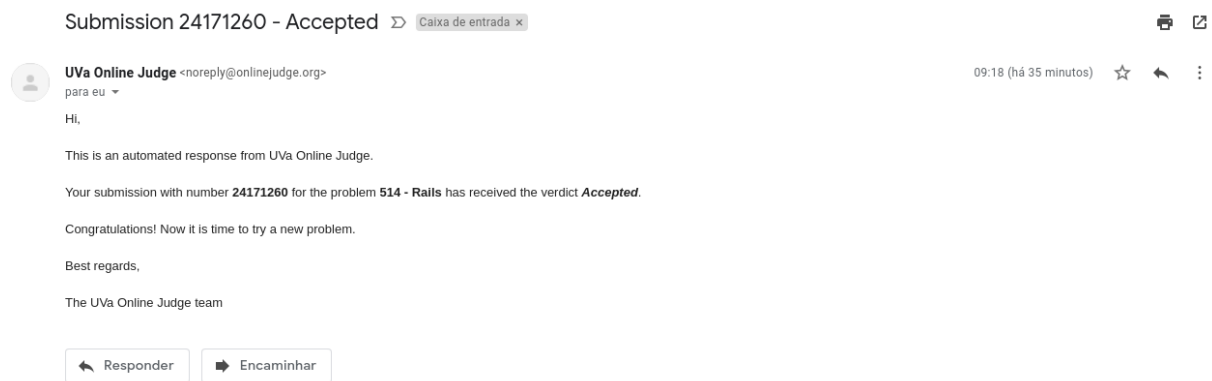 Submission 24171260 - Accepted Caixa de entrada ×
UVa Online Judge <noreply@onlinejudge.org> 09:18 (há 35 minutos)
para eu
Hi,
This is an automated response from UVa Online Judge.
Your submission with number 24171260 for the problem 514 - Rails has received the verdict Accepted.
Congratulations! Now it is time to try a new problem.
Best regards,
The UVa Online Judge team
Responder Encaminhar